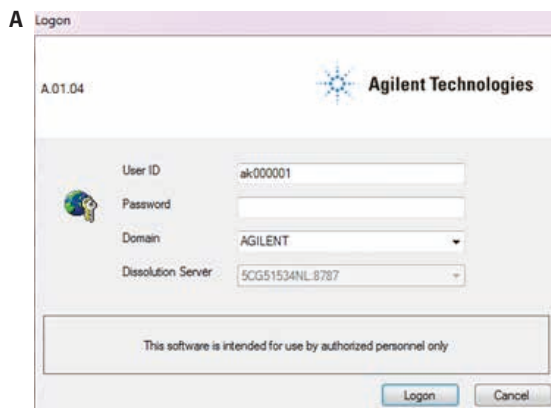 A
Logon
A.01.04
Agilent Technologies
User ID
ak000001
Password
Domain
AGILENT
Dissolution Server
5CG51534NL:8787
This software is intended for use by authorized personnel only
Logon
Cancel